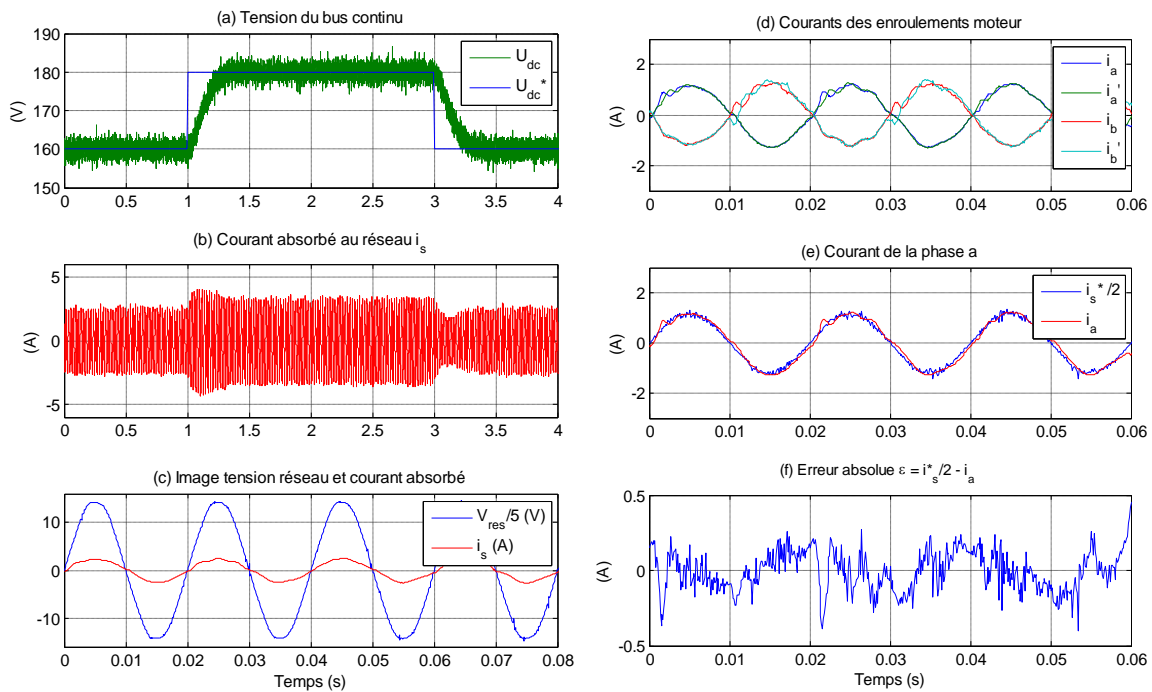 (a) Tension du bus continu
190
180
170
160
150
(V)
0 0.5 1 1.5 2 2.5 3 3.5 4
U_dc
U_dc*
(b) Courant absorbé au réseau i_s
5
0
-5
(A)
0 0.5 1 1.5 2 2.5 3 3.5 4
(c) Image tension réseau et courant absorbé
10
0
-10
0 0.01 0.02 0.03 0.04 0.05 0.06 0.07 0.08
Temps (s)
V_res/5 (V)
i_s (A)
(d) Courants des enroulements moteur
2
0
-2
(A)
0 0.01 0.02 0.03 0.04 0.05 0.06
i_a
i_a'
i_b
i_b'
(e) Courant de la phase a
2
0
-2
(A)
0 0.01 0.02 0.03 0.04 0.05 0.06
i_s*/2
i_a
(f) Erreur absolue ε = i*_s/2 - i_a
0.5
0
-0.5
(A)
0 0.01 0.02 0.03 0.04 0.05 0.06
Temps (s)